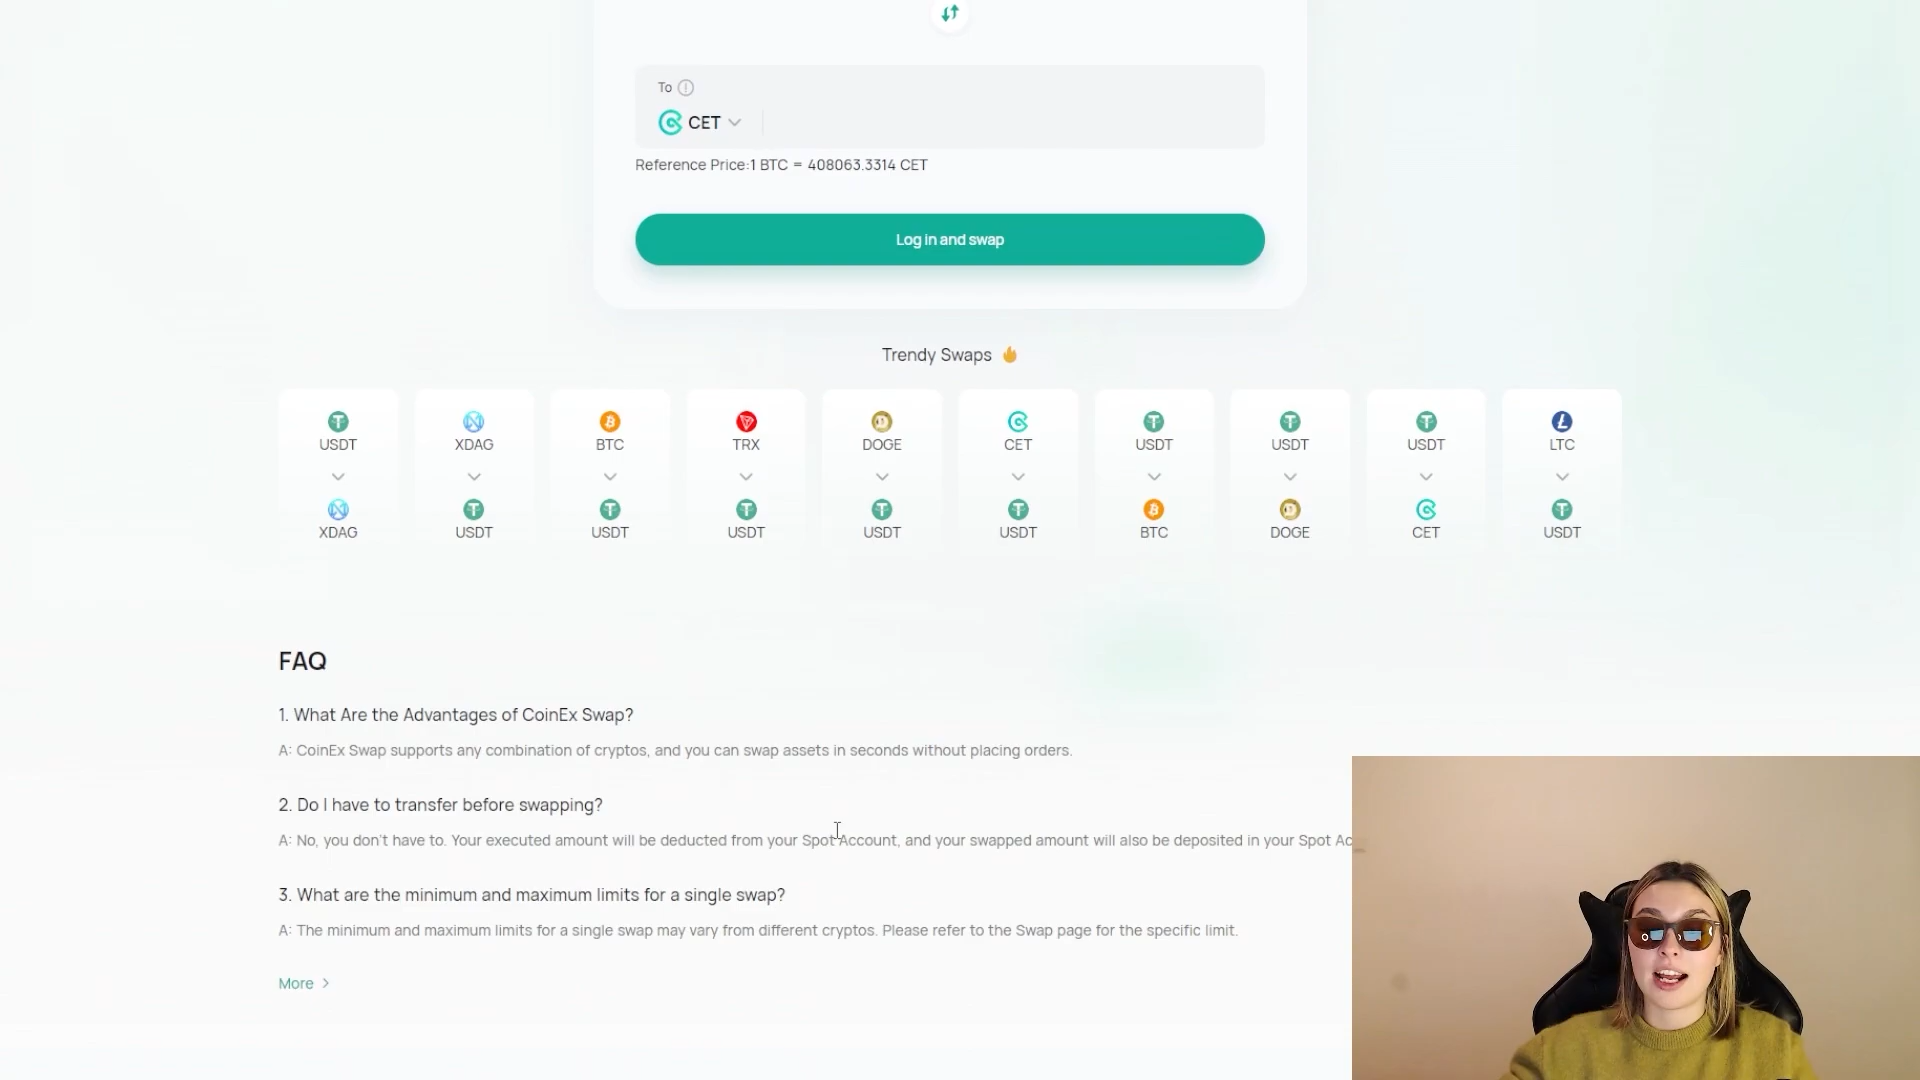 To
CET
Reference Price:1 BTC = 408063.3314 CET
Log in and swap
Trendy Swaps
USDT XDAG BTC TRX DOGE CET USDT USDT USDT LTC
XDAG USDT USDT USDT USDT USDT BTC DOGE CET USDT
FAQ
1. What Are the Advantages of CoinEx Swap?
A: CoinEx Swap supports any combination of cryptos, and you can swap assets in seconds without placing orders.
2. Do I have to transfer before swapping?
A: No, you don't have to. Your executed amount will be deducted from your Spot Account, and your swapped amount will also be deposited in your Spot Ac
3. What are the minimum and maximum limits for a single swap?
A: The minimum and maximum limits for a single swap may vary from different cryptos. Please refer to the Swap page for the specific limit.
More